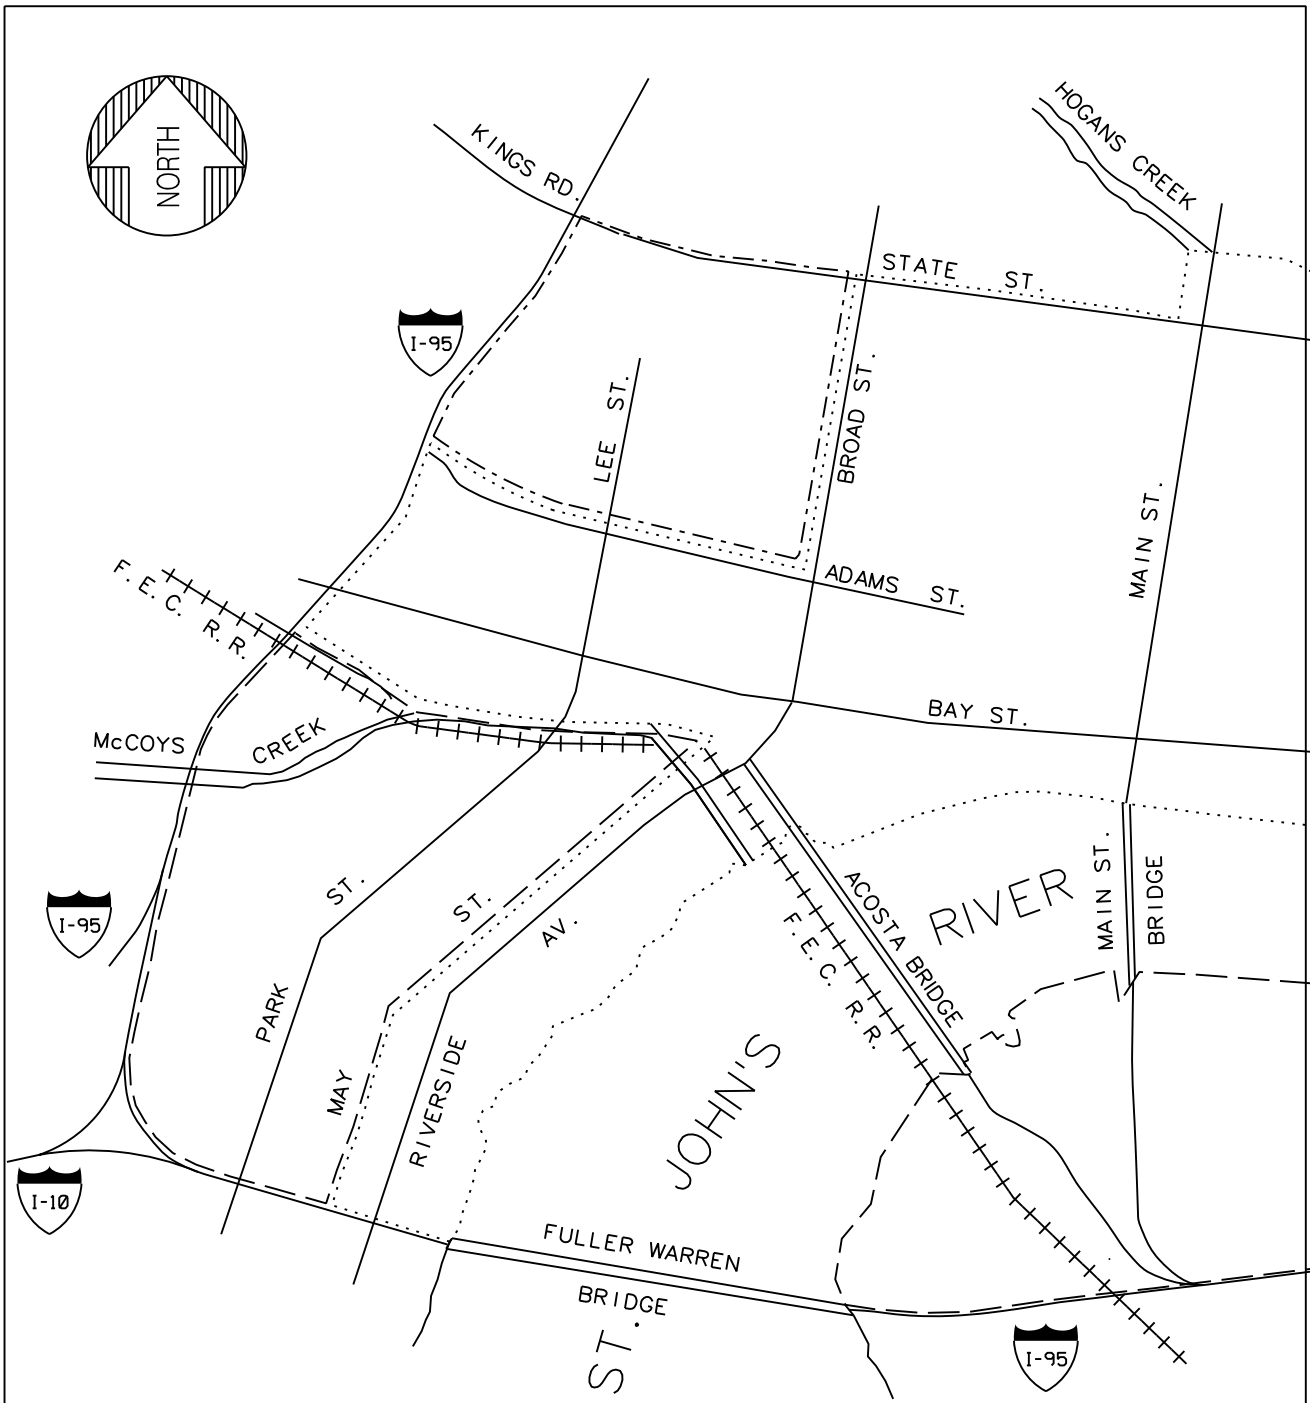 NORTH
KINGS RD.
HOGANS CREEK
STATE ST.
I-95
LEE ST.
BROAD ST.
MAIN ST.
F. E. C. R. R.
ADAMS ST.
BAY ST.
McCOYS CREEK
ACOSTA BRIDGE
MAIN ST. BRIDGE
RIVER
I-95
PARK ST.
MAY ST.
RIVERSIDE AV.
F. E. C. R. R.
JOHN'S
I-10
FULLER WARREN
BRIDGE
ST.
I-95